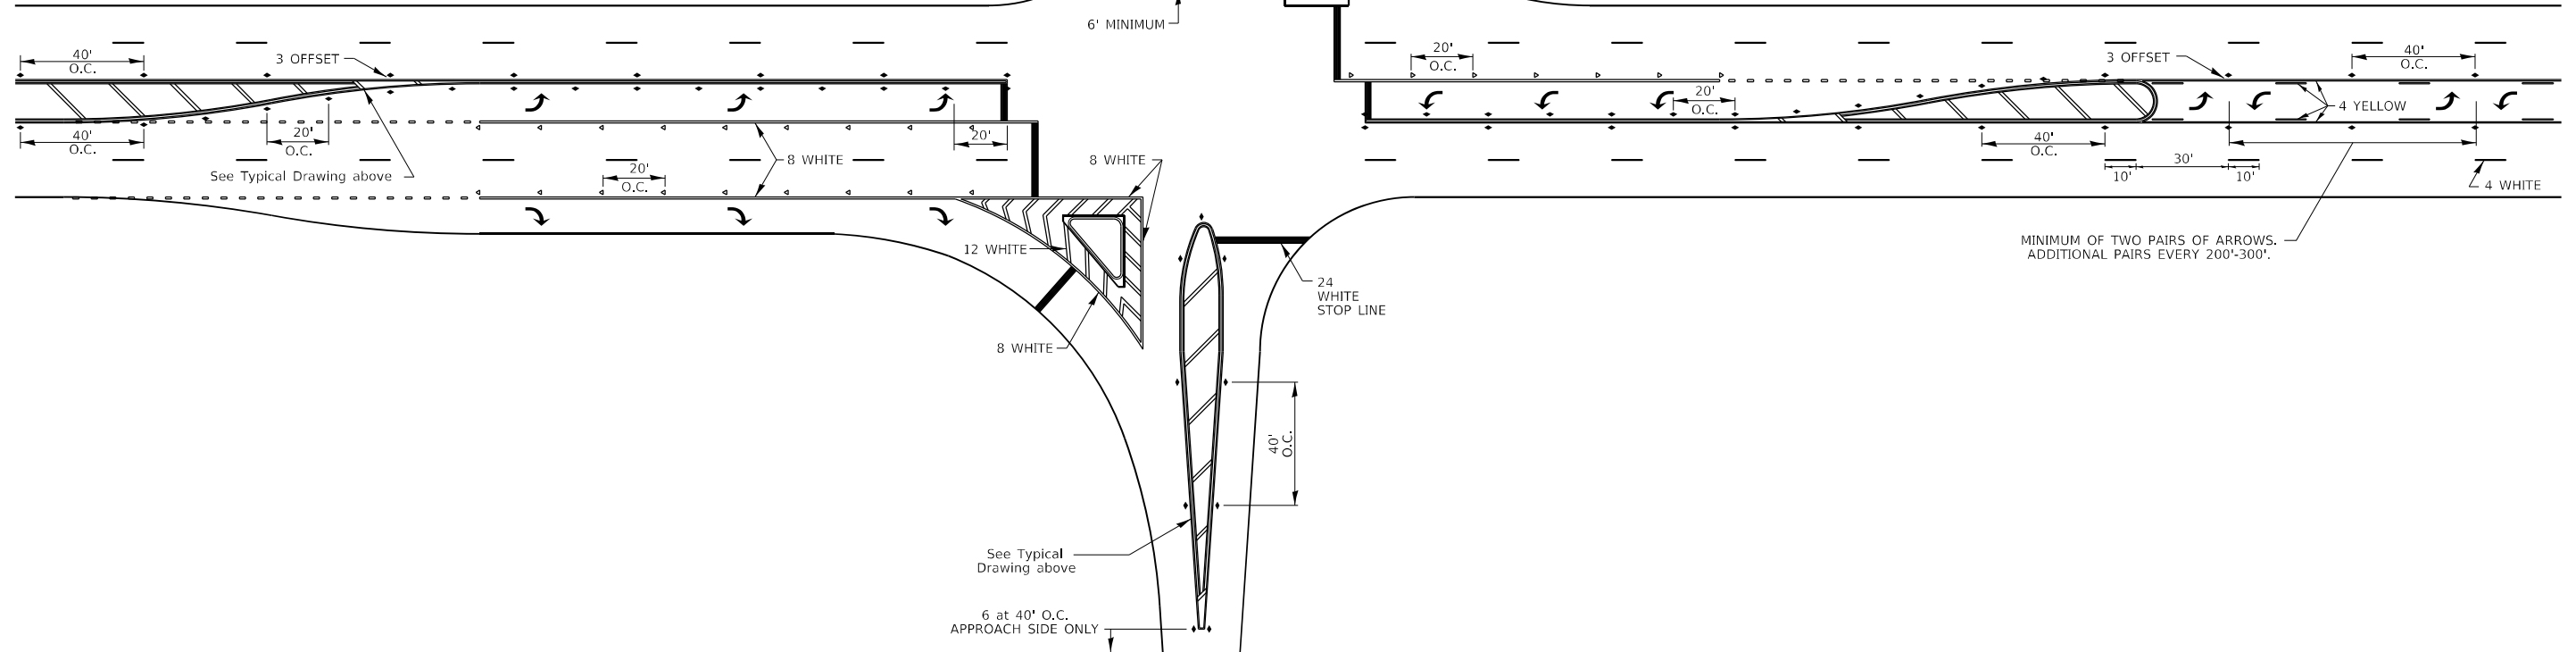 6' MINIMUM
40'
O.C.
3 OFFSET
20'
O.C.
3 OFFSET
40'
O.C.
20'
O.C.
4 YELLOW
40'
O.C.
20'
O.C.
20'
40'
O.C.
See Typical Drawing above
8 WHITE
20'
O.C.
8 WHITE
30'
10'
10'
4 WHITE
12 WHITE
MINIMUM OF TWO PAIRS OF ARROWS.
ADDITIONAL PAIRS EVERY 200'-300'.
24
WHITE
STOP LINE
8 WHITE
40'
O.C.
See Typical
Drawing above
6 at 40' O.C.
APPROACH SIDE ONLY